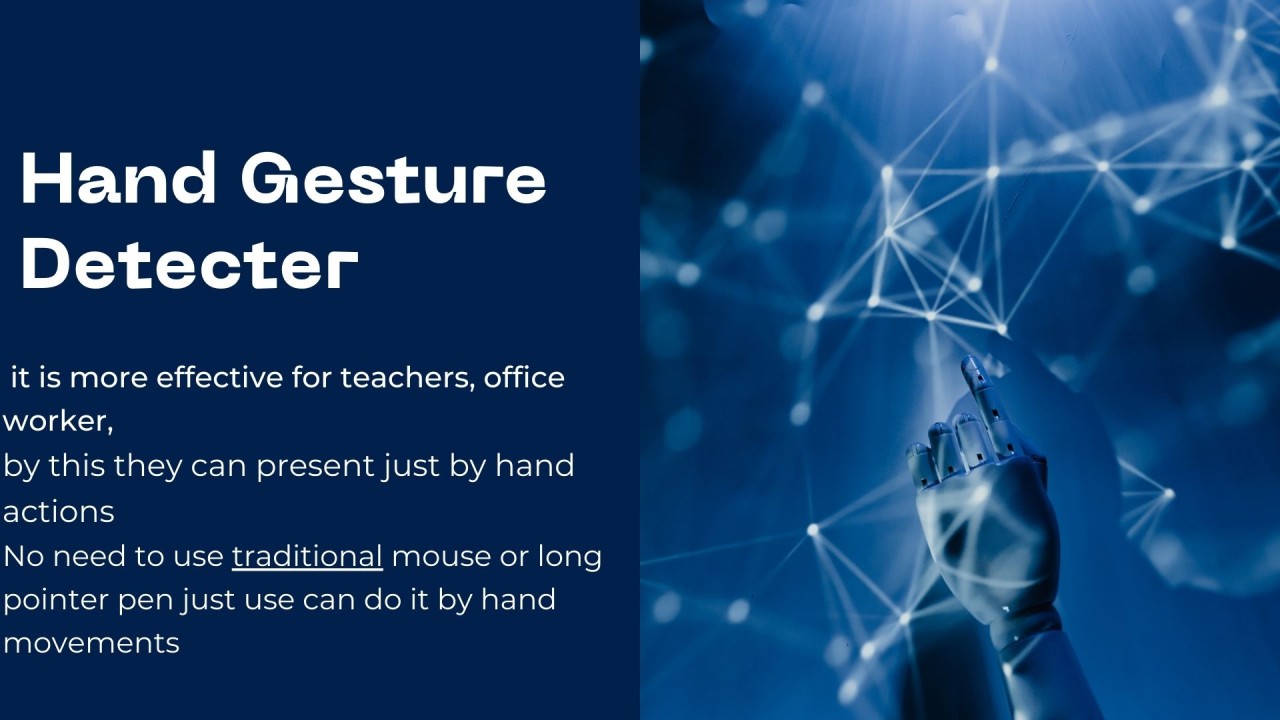 Hand Gesture
Detecter
it is more effective for teachers, office
worker,
by this they can present just by hand
actions
No need to use traditional mouse or long
pointer pen just use can do it by hand
movements